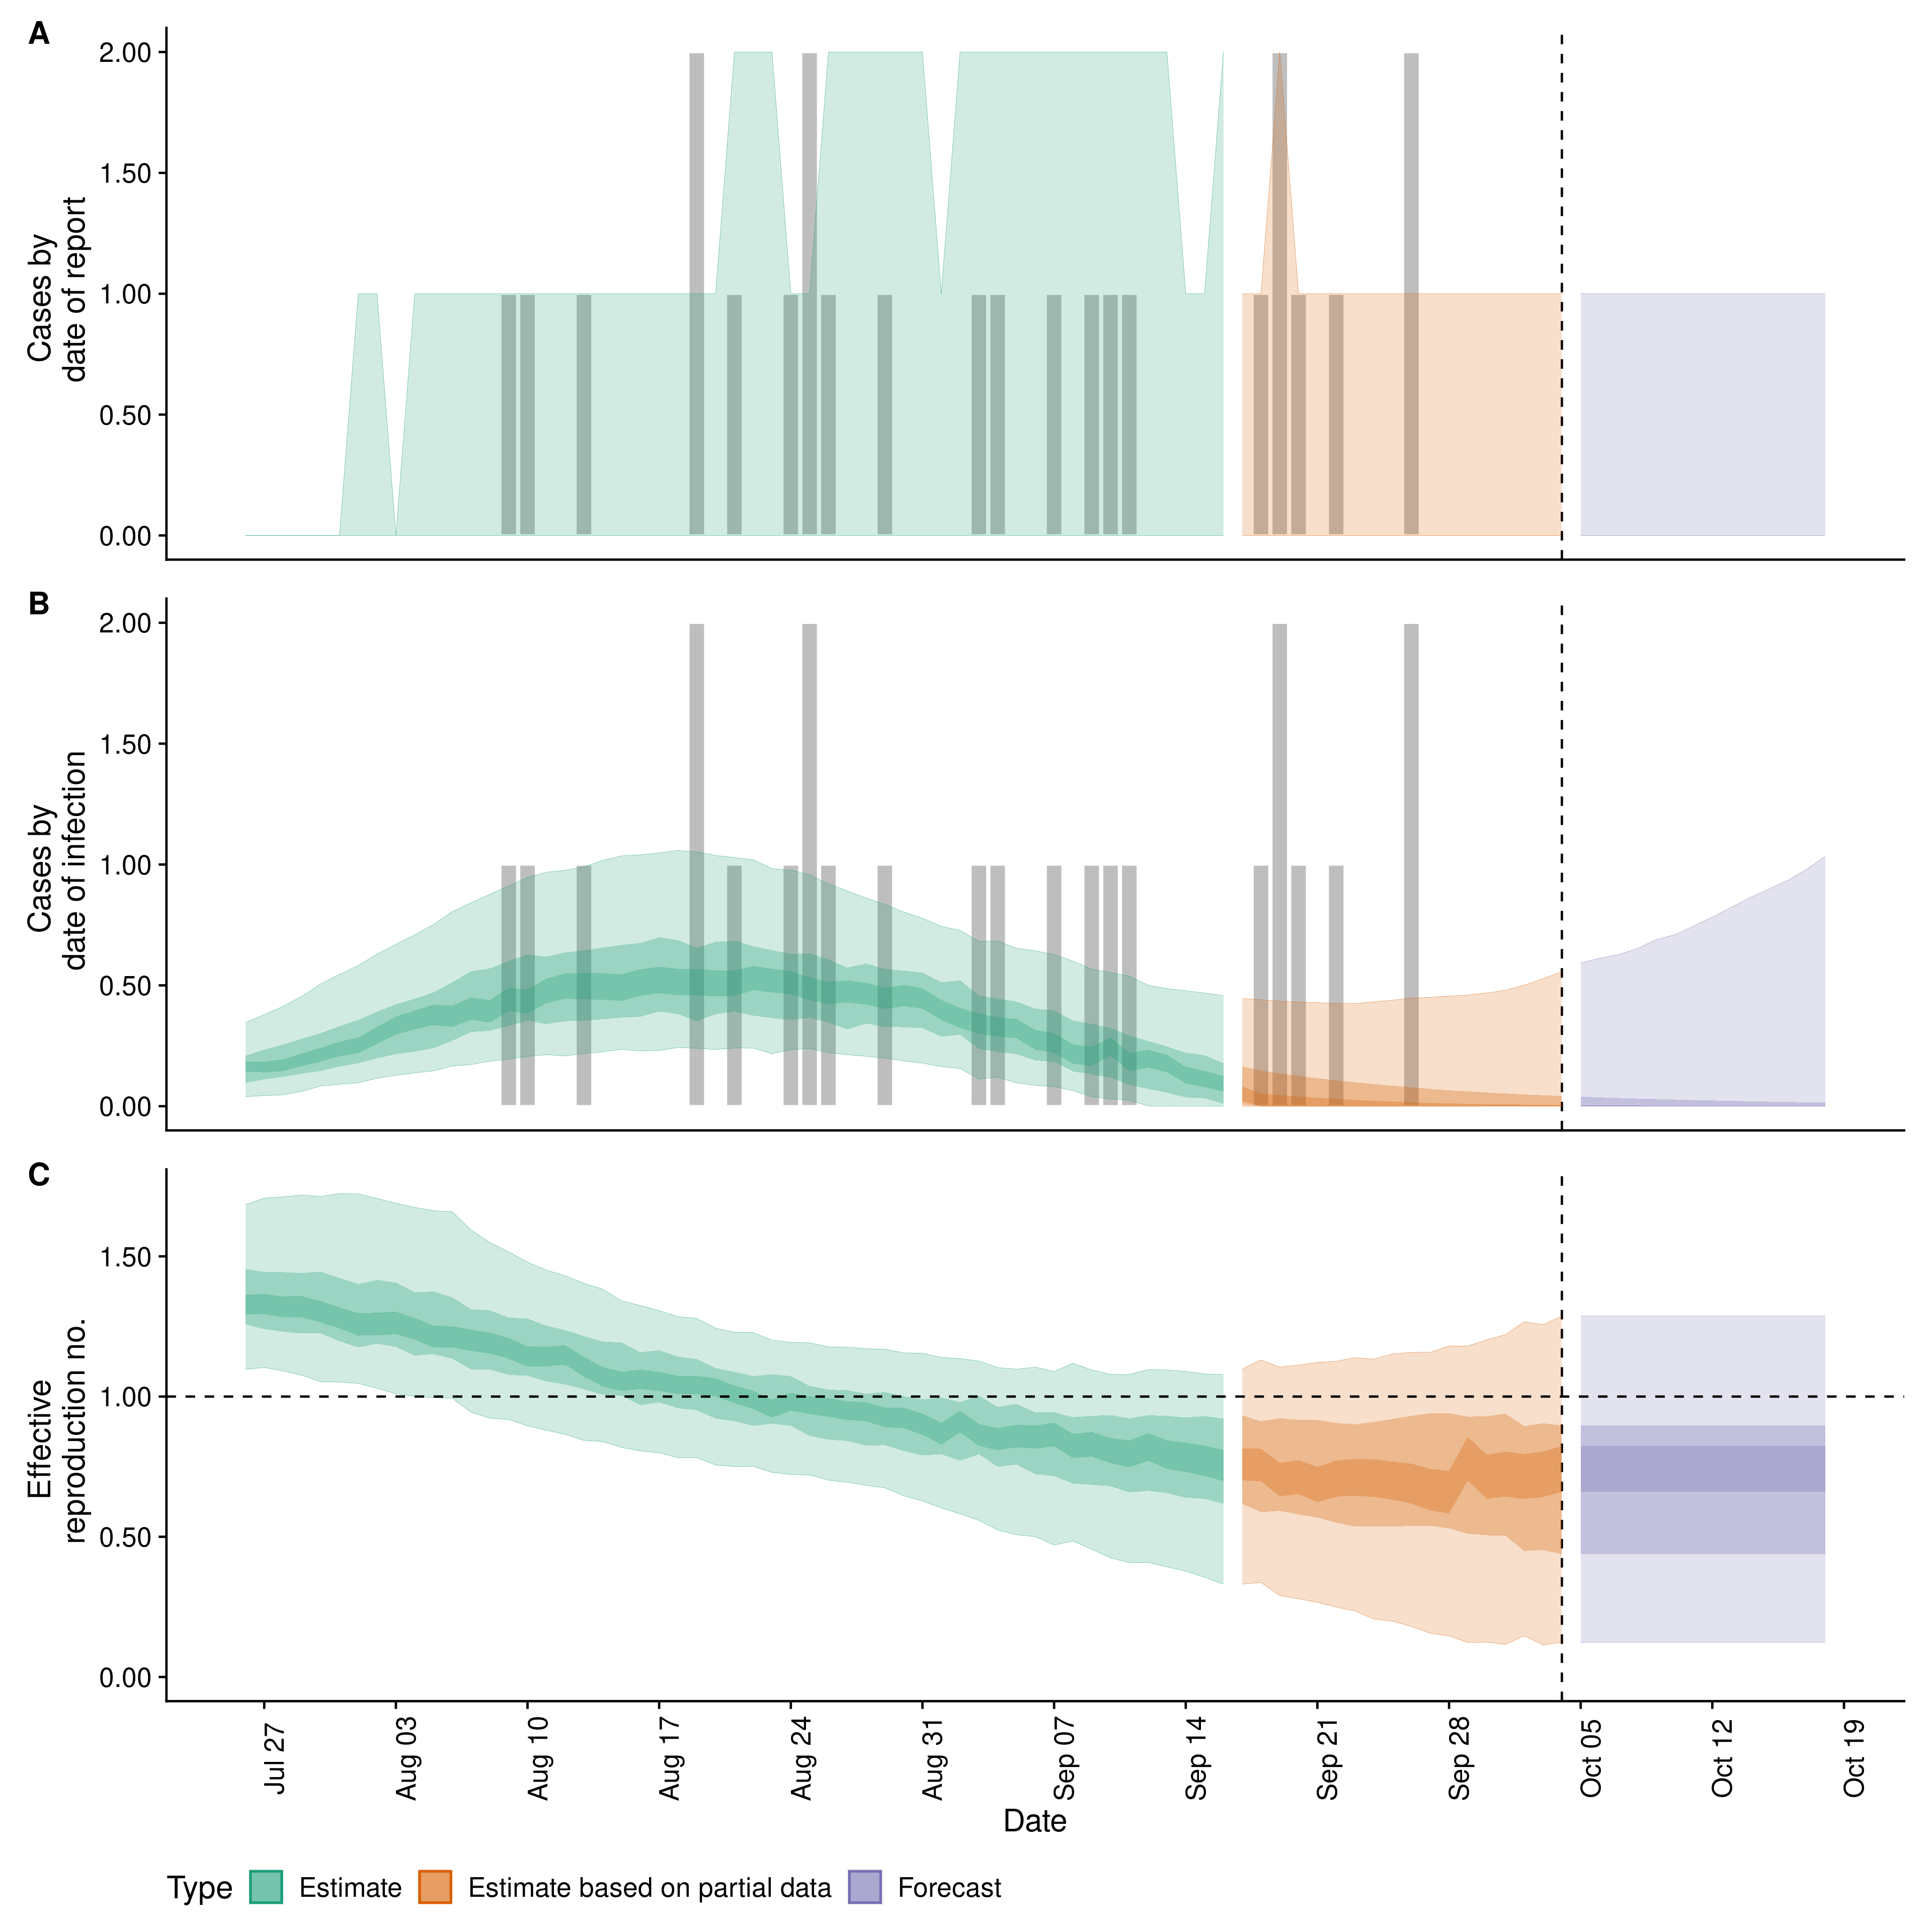 A
2.00
1.50
1.00
0.50
0.00
Cases by
date of report
B
2.00
1.50
1.00
0.50
0.00
Cases by
date of infection
C
1.50
1.00
0.50
0.00
Effective
reproduction no.
Jul 27
Aug 03
Aug 10
Aug 17
Aug 24
Aug 31
Sep 07
Sep 14
Sep 21
Sep 28
Oct 05
Oct 12
Oct 19
Date
Type Estimate Estimate based on partial data Forecast